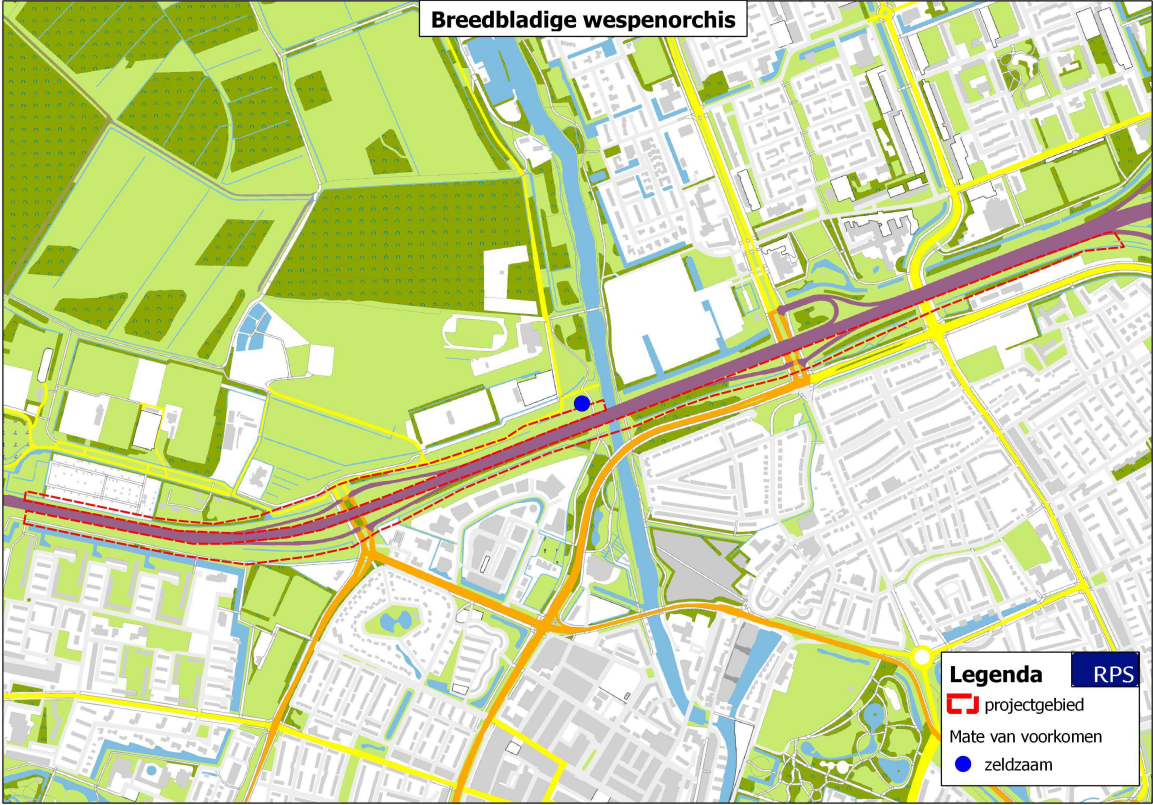 Breedbladige wespenorchis
Legenda
RPS
projectgebied
Mate van voorkomen
zeldzaam